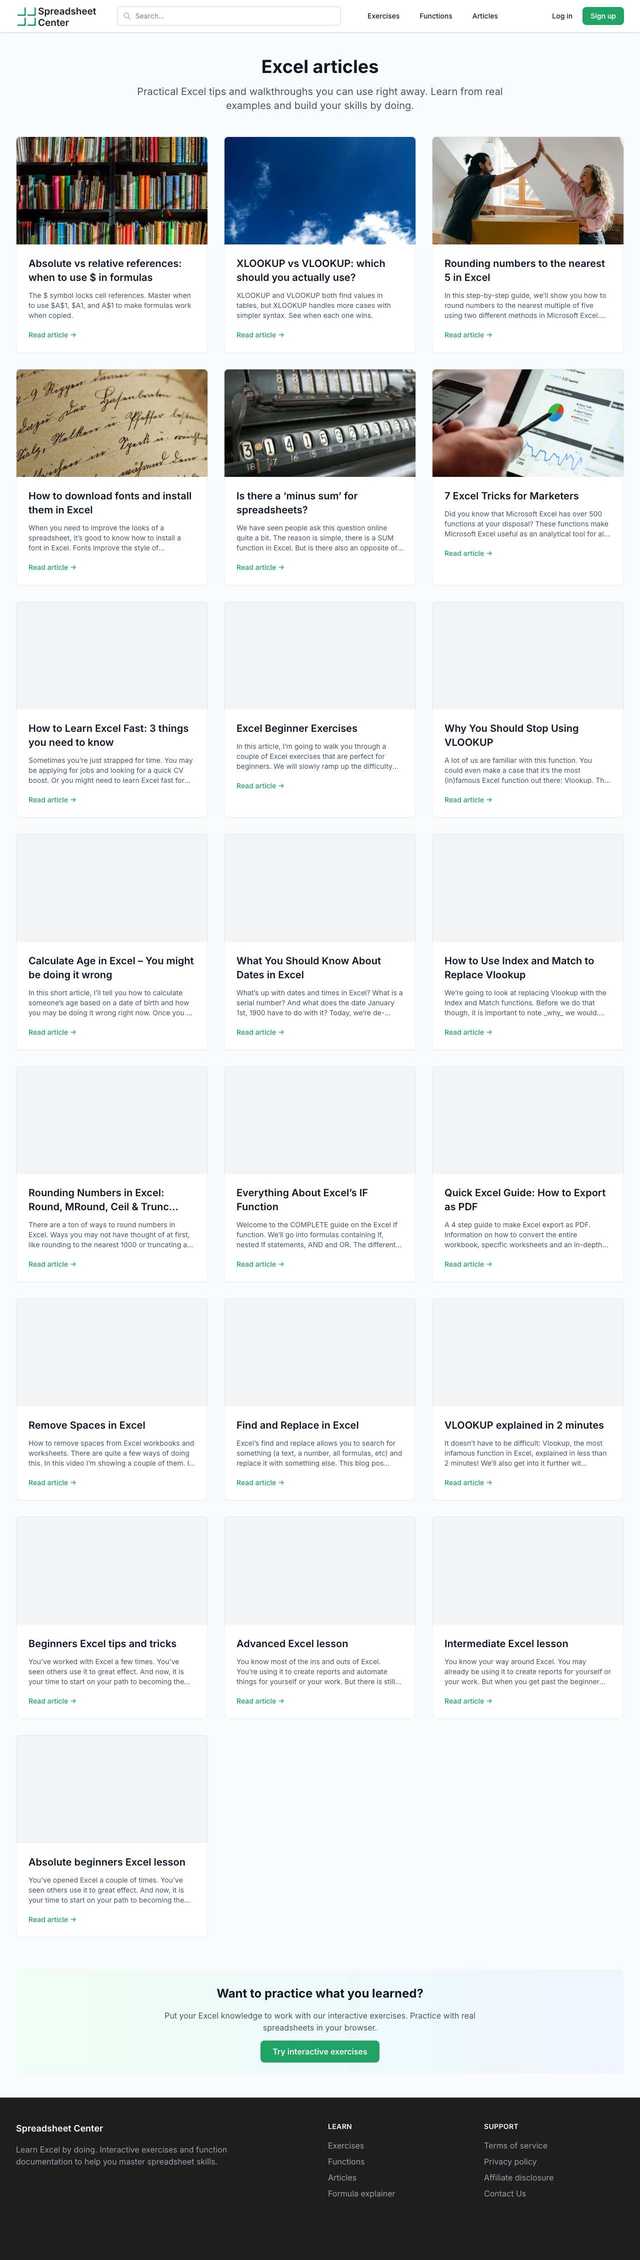 Spreadsheet
Center
Search...
Exercises
Functions
Articles
Log in
Sign up
Excel articles
Practical Excel tips and walkthroughs you can use right away. Learn from real
examples and build your skills by doing.
Absolute vs relative references:
when to use $ in formulas
The $ symbol locks cell references. Master when
to use $A$1, $A1, and A$1 to make formulas work
when copied.
Read article →
XLOOKUP vs VLOOKUP: which
should you actually use?
XLOOKUP and VLOOKUP both find values in
tables, but XLOOKUP handles more cases with
simpler syntax. See when each one wins.
Read article →
Rounding numbers to the nearest
5 in Excel
In this step-by-step guide, we'll show you how to
round numbers to the nearest multiple of five
using two different methods in Microsoft Excel....
Read article →
How to download fonts and install
them in Excel
When you need to improve the looks of a
spreadsheet, it's good to know how to install a
font in Excel. Fonts improve the style of...
Read article →
Is there a ‘minus sum’ for
spreadsheets?
We have seen people ask this question online
quite a bit. The reason is simple, there is a SUM
function in Excel. But is there also an opposite of...
Read article →
7 Excel Tricks for Marketers
Did you know that Microsoft Excel has over 500
functions at your disposal? These functions make
Microsoft Excel useful as an analytical tool for al...
Read article →
How to Learn Excel Fast: 3 things
you need to know
Sometimes you're just strapped for time. You may
be applying for jobs and looking for a quick CV
boost. Or you might need to learn Excel fast for...
Read article →
Excel Beginner Exercises
In this article, I'm going to walk you through a
couple of Excel exercises that are perfect for
beginners. We will slowly ramp up the difficulty...
Read article →
Why You Should Stop Using
VLOOKUP
A lot of us are familiar with this function. You
could even make a case that it's the most
(in)famous Excel function out there: Vlookup. Th...
Read article →
Calculate Age in Excel – You might
be doing it wrong
In this short article, I'll tell you how to calculate
someone's age based on a date of birth and how
you may be doing it wrong right now. Once you ...
Read article →
What You Should Know About
Dates in Excel
What's up with dates and times in Excel? What is a
serial number? And what does the date January
1st, 1900 have to do with it? Today, we're de-...
Read article →
How to Use Index and Match to
Replace Vlookup
We're going to look at replacing Vlookup with the
Index and Match functions. Before we do that
though, it is important to note _why_ we would....
Read article →
Rounding Numbers in Excel:
Round, MRound, Ceil & Trunc...
There are a ton of ways to round numbers in
Excel. Ways you may not have thought of at first,
like rounding to the nearest 1000 or truncating a...
Read article →
Everything About Excel's IF
Function
Welcome to the COMPLETE guide on the Excel If
function. We'll go into formulas containing If,
nested If statements, AND and OR. The different...
Read article →
Quick Excel Guide: How to Export
as PDF
A 4 step guide to make Excel export as PDF.
Information on how to convert the entire
workbook, specific worksheets and an in-depth...
Read article →
Remove Spaces in Excel
How to remove spaces from Excel workbooks and
worksheets. There are quite a few ways of doing
this. In this video I'm showing a couple of them. I...
Read article →
Find and Replace in Excel
Excel's find and replace allows you to search for
something (a text, a number, all formulas, etc) and
replace it with something else. This blog pos...
Read article →
VLOOKUP explained in 2 minutes
It doesn't have to be difficult: Vlookup, the most
infamous function in Excel, explained in less than
2 minutes! We'll also get into it further wit...
Read article →
Beginners Excel tips and tricks
You've worked with Excel a few times. You've
seen others use it to great effect. And now, it is
your time to start on your path to becoming the...
Read article →
Advanced Excel lesson
You know most of the ins and outs of Excel.
You're using it to create reports and automate
things for yourself or your work. But there is still...
Read article →
Intermediate Excel lesson
You know your way around Excel. You may
already be using it to create reports for yourself or
your work. But when you get past the beginner...
Read article →
Absolute beginners Excel lesson
You've opened Excel a couple of times. You've
seen others use it to great effect. And now, it is
your time to start on your path to becoming the...
Read article →
Want to practice what you learned?
Put your Excel knowledge to work with our interactive exercises. Practice with real
spreadsheets in your browser.
Try interactive exercises
Spreadsheet Center
Learn Excel by doing. Interactive exercises and function
documentation to help you master spreadsheet skills.
LEARN
Exercises
Functions
Articles
Formula explainer
SUPPORT
Terms of service
Privacy policy
Affiliate disclosure
Contact Us